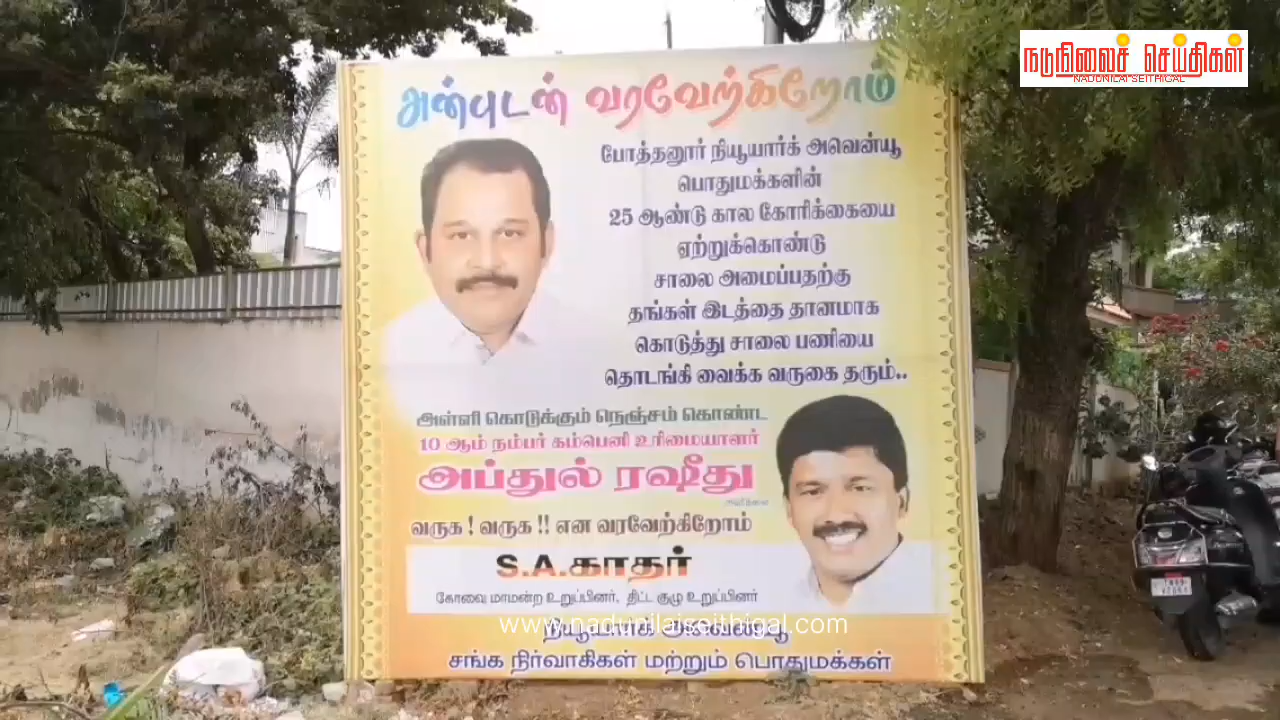 நடுநிலைச் செய்திகள்
NADUNILAI SEITHIGAL
அன்புடன் வரவேற்கிறோம்
போத்தனூர் நியூயார்க் அவென்யூ
பொதுமக்களின்
25 ஆண்டு கால கோரிக்கையை
ஏற்றுக்கொண்டு
சாலை அமைப்பதற்கு
தங்கள் இடத்தை தானமாக
கொடுத்து சாலை பணியை
தொடங்கி வைக்க வருகை தரும்..
அள்ளி கொடுக்கும் நெஞ்சம் கொண்ட
10 ஆம் நம்பர் கம்பெனி உரிமையாளர்
அப்துல் ரஷீது
வருக ! வருக !! என வரவேற்கிறோம்
S.A.காதர்
கோவை மாமன்ற உறுப்பினர், திட்ட குழு உறுப்பினர்
www.nadunilaiseithigal.com
நியூயார்க் அவென்யூ
சங்க நிர்வாகிகள் மற்றும் பொதுமக்கள்